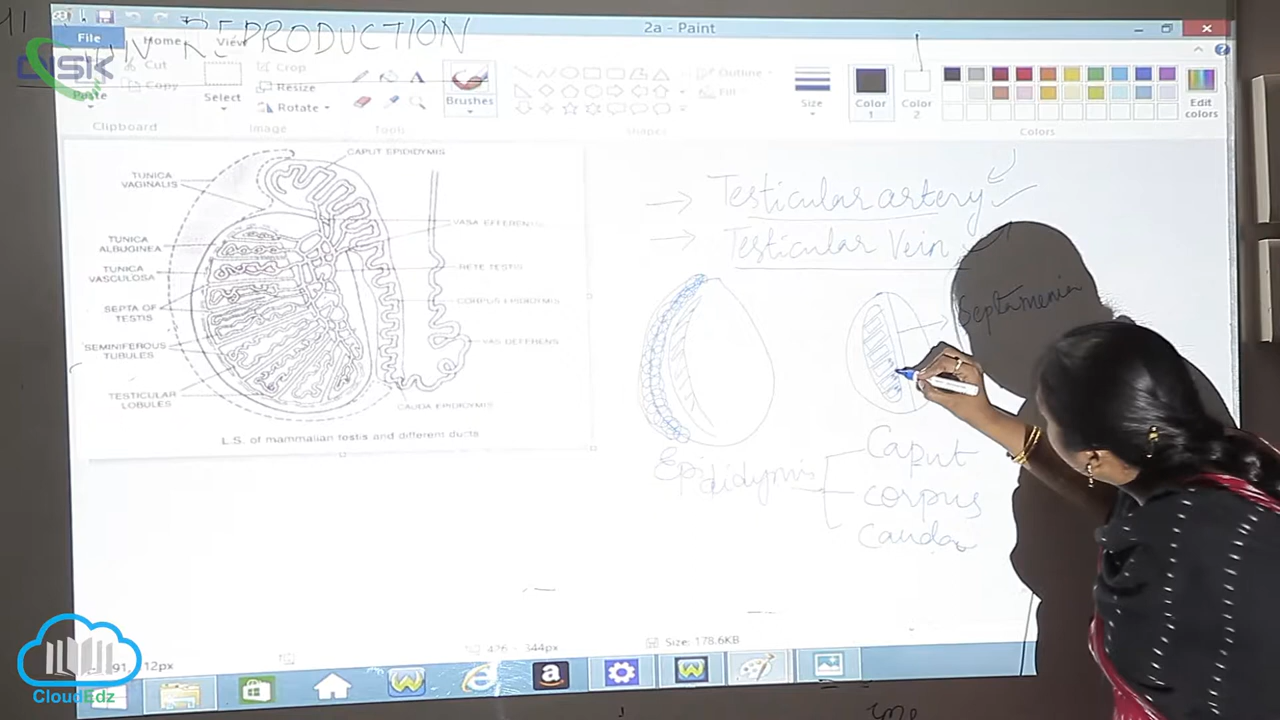 REPRODUCTION
2a - Paint
File
Home
View
DISK
Cut
Copy
Paste
Select
Crop
Resize
Rotate
Brushes
Outline
Fill
Size
Color 1
Color 2
Edit colors
Clipboard
Image
Tools
Shapes
Colors
CAPUT EPIDIDYMIS
TUNICA VAGINALIS
VASA EFFERENTIA
TUNICA ALBUGINEA
TUNICA VASCULOSA
RETE TESTIS
SEPTA OF TESTIS
CORPUS EPIDIDYMIS
SEMINIFEROUS TUBULES
VAS DEFFERENS
TESTICULAR LOBULES
CAUDA EPIDIDYMIS
L.S. of mammalian testis and different ducts
Testicular artery
Testicular Vein
Epididymis
Caput
corpus
Cauda
Size: 178.6KB
CloudEdz